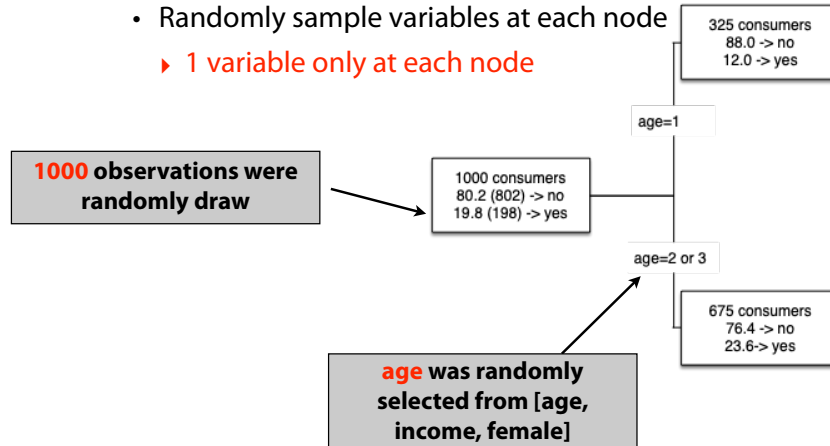 • Randomly sample variables at each node
▸ 1 variable only at each node
325 consumers
88.0 -> no
12.0 -> yes
age=1
1000 observations were
randomly draw
1000 consumers
80.2 (802) -> no
19.8 (198) -> yes
age=2 or 3
675 consumers
76.4 -> no
23.6-> yes
age was randomly
selected from [age,
income, female]